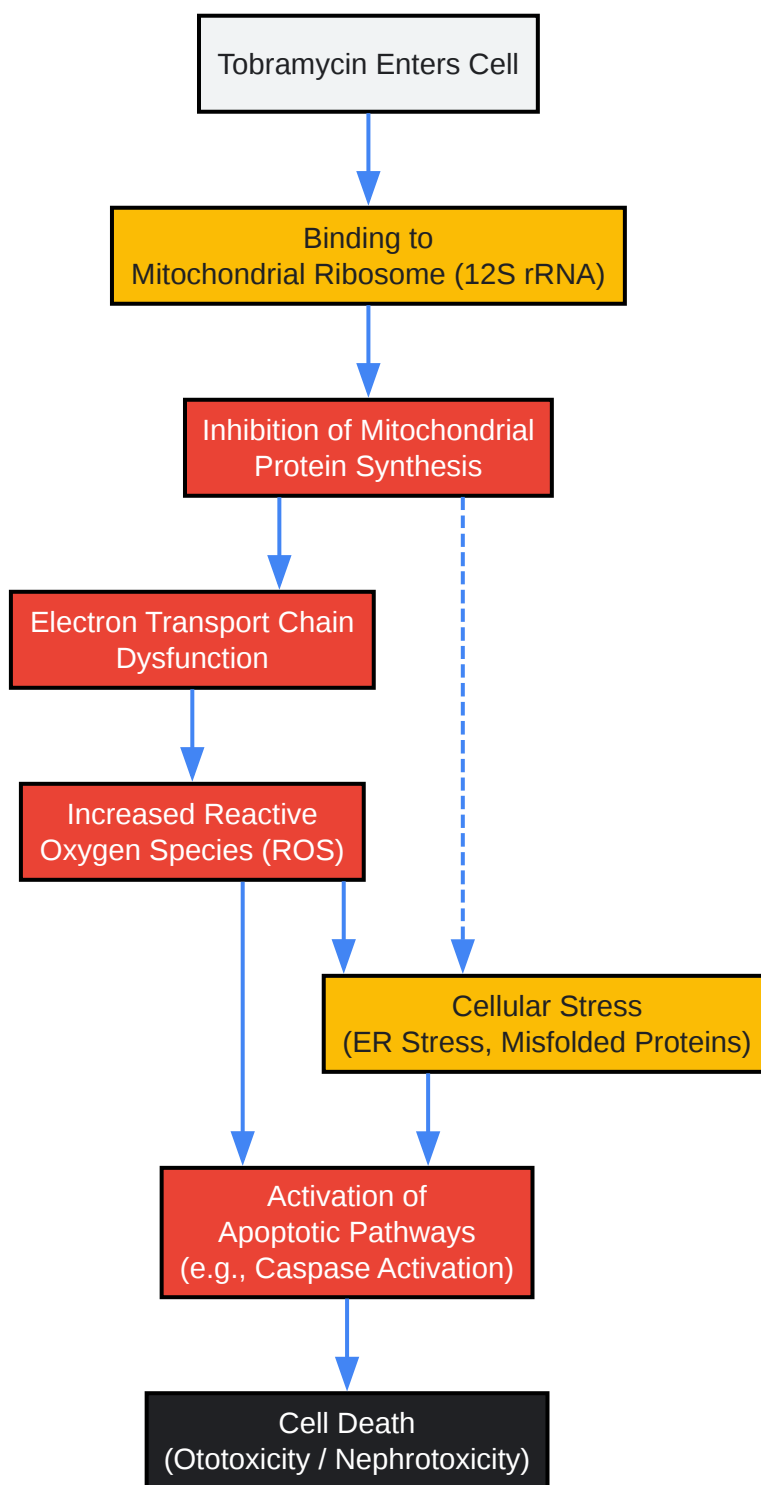 Tobramycin Enters Cell
Binding to
Mitochondrial Ribosome (12S rRNA)
Inhibition of Mitochondrial
Protein Synthesis
Electron Transport Chain
Dysfunction
Increased Reactive
Oxygen Species (ROS)
Cellular Stress
(ER Stress, Misfolded Proteins)
Activation of
Apoptotic Pathways
(e.g., Caspase Activation)
Cell Death
(Ototoxicity / Nephrotoxicity)